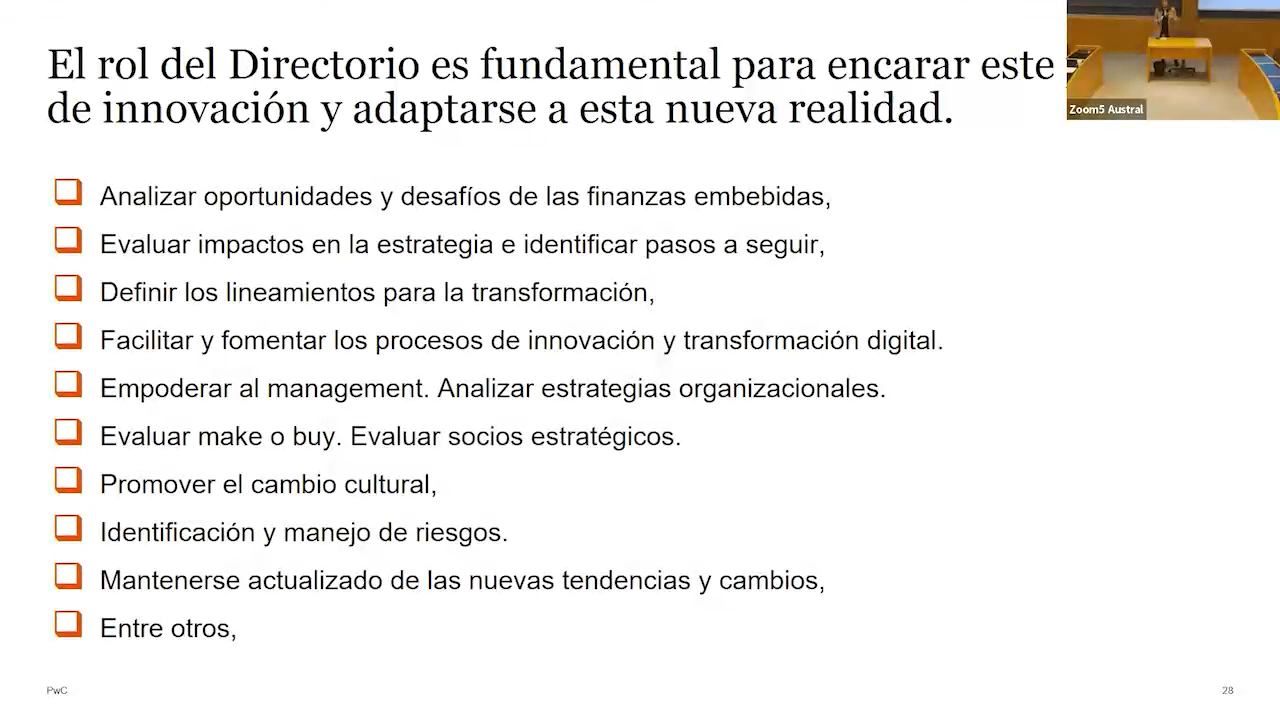 El rol del Directorio es fundamental para encarar este
de innovación y adaptarse a esta nueva realidad.
Zoom5 Austral
Analizar oportunidades y desafíos de las finanzas embebidas,
Evaluar impactos en la estrategia e identificar pasos a seguir,
Definir los lineamientos para la transformación,
Facilitar y fomentar los procesos de innovación y transformación digital.
Empoderar al management. Analizar estrategias organizacionales.
Evaluar make o buy. Evaluar socios estratégicos.
Promover el cambio cultural,
Identificación y manejo de riesgos.
Mantenerse actualizado de las nuevas tendencias y cambios,
Entre otros,
PwC
28